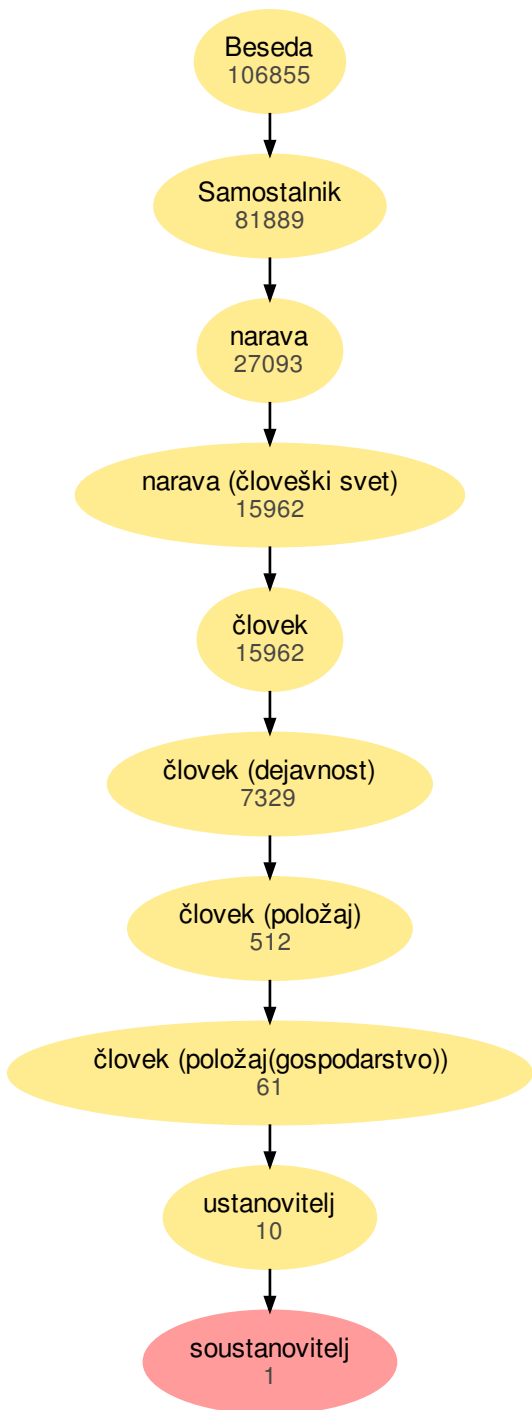 Beseda
106855
Samostalnik
81889
narava
27093
narava (človeški svet)
15962
človek
15962
človek (dejavnost)
7329
človek (položaj)
512
človek (položaj(gospodarstvo))
61
ustanovitelj
10
soustanovitelj
1